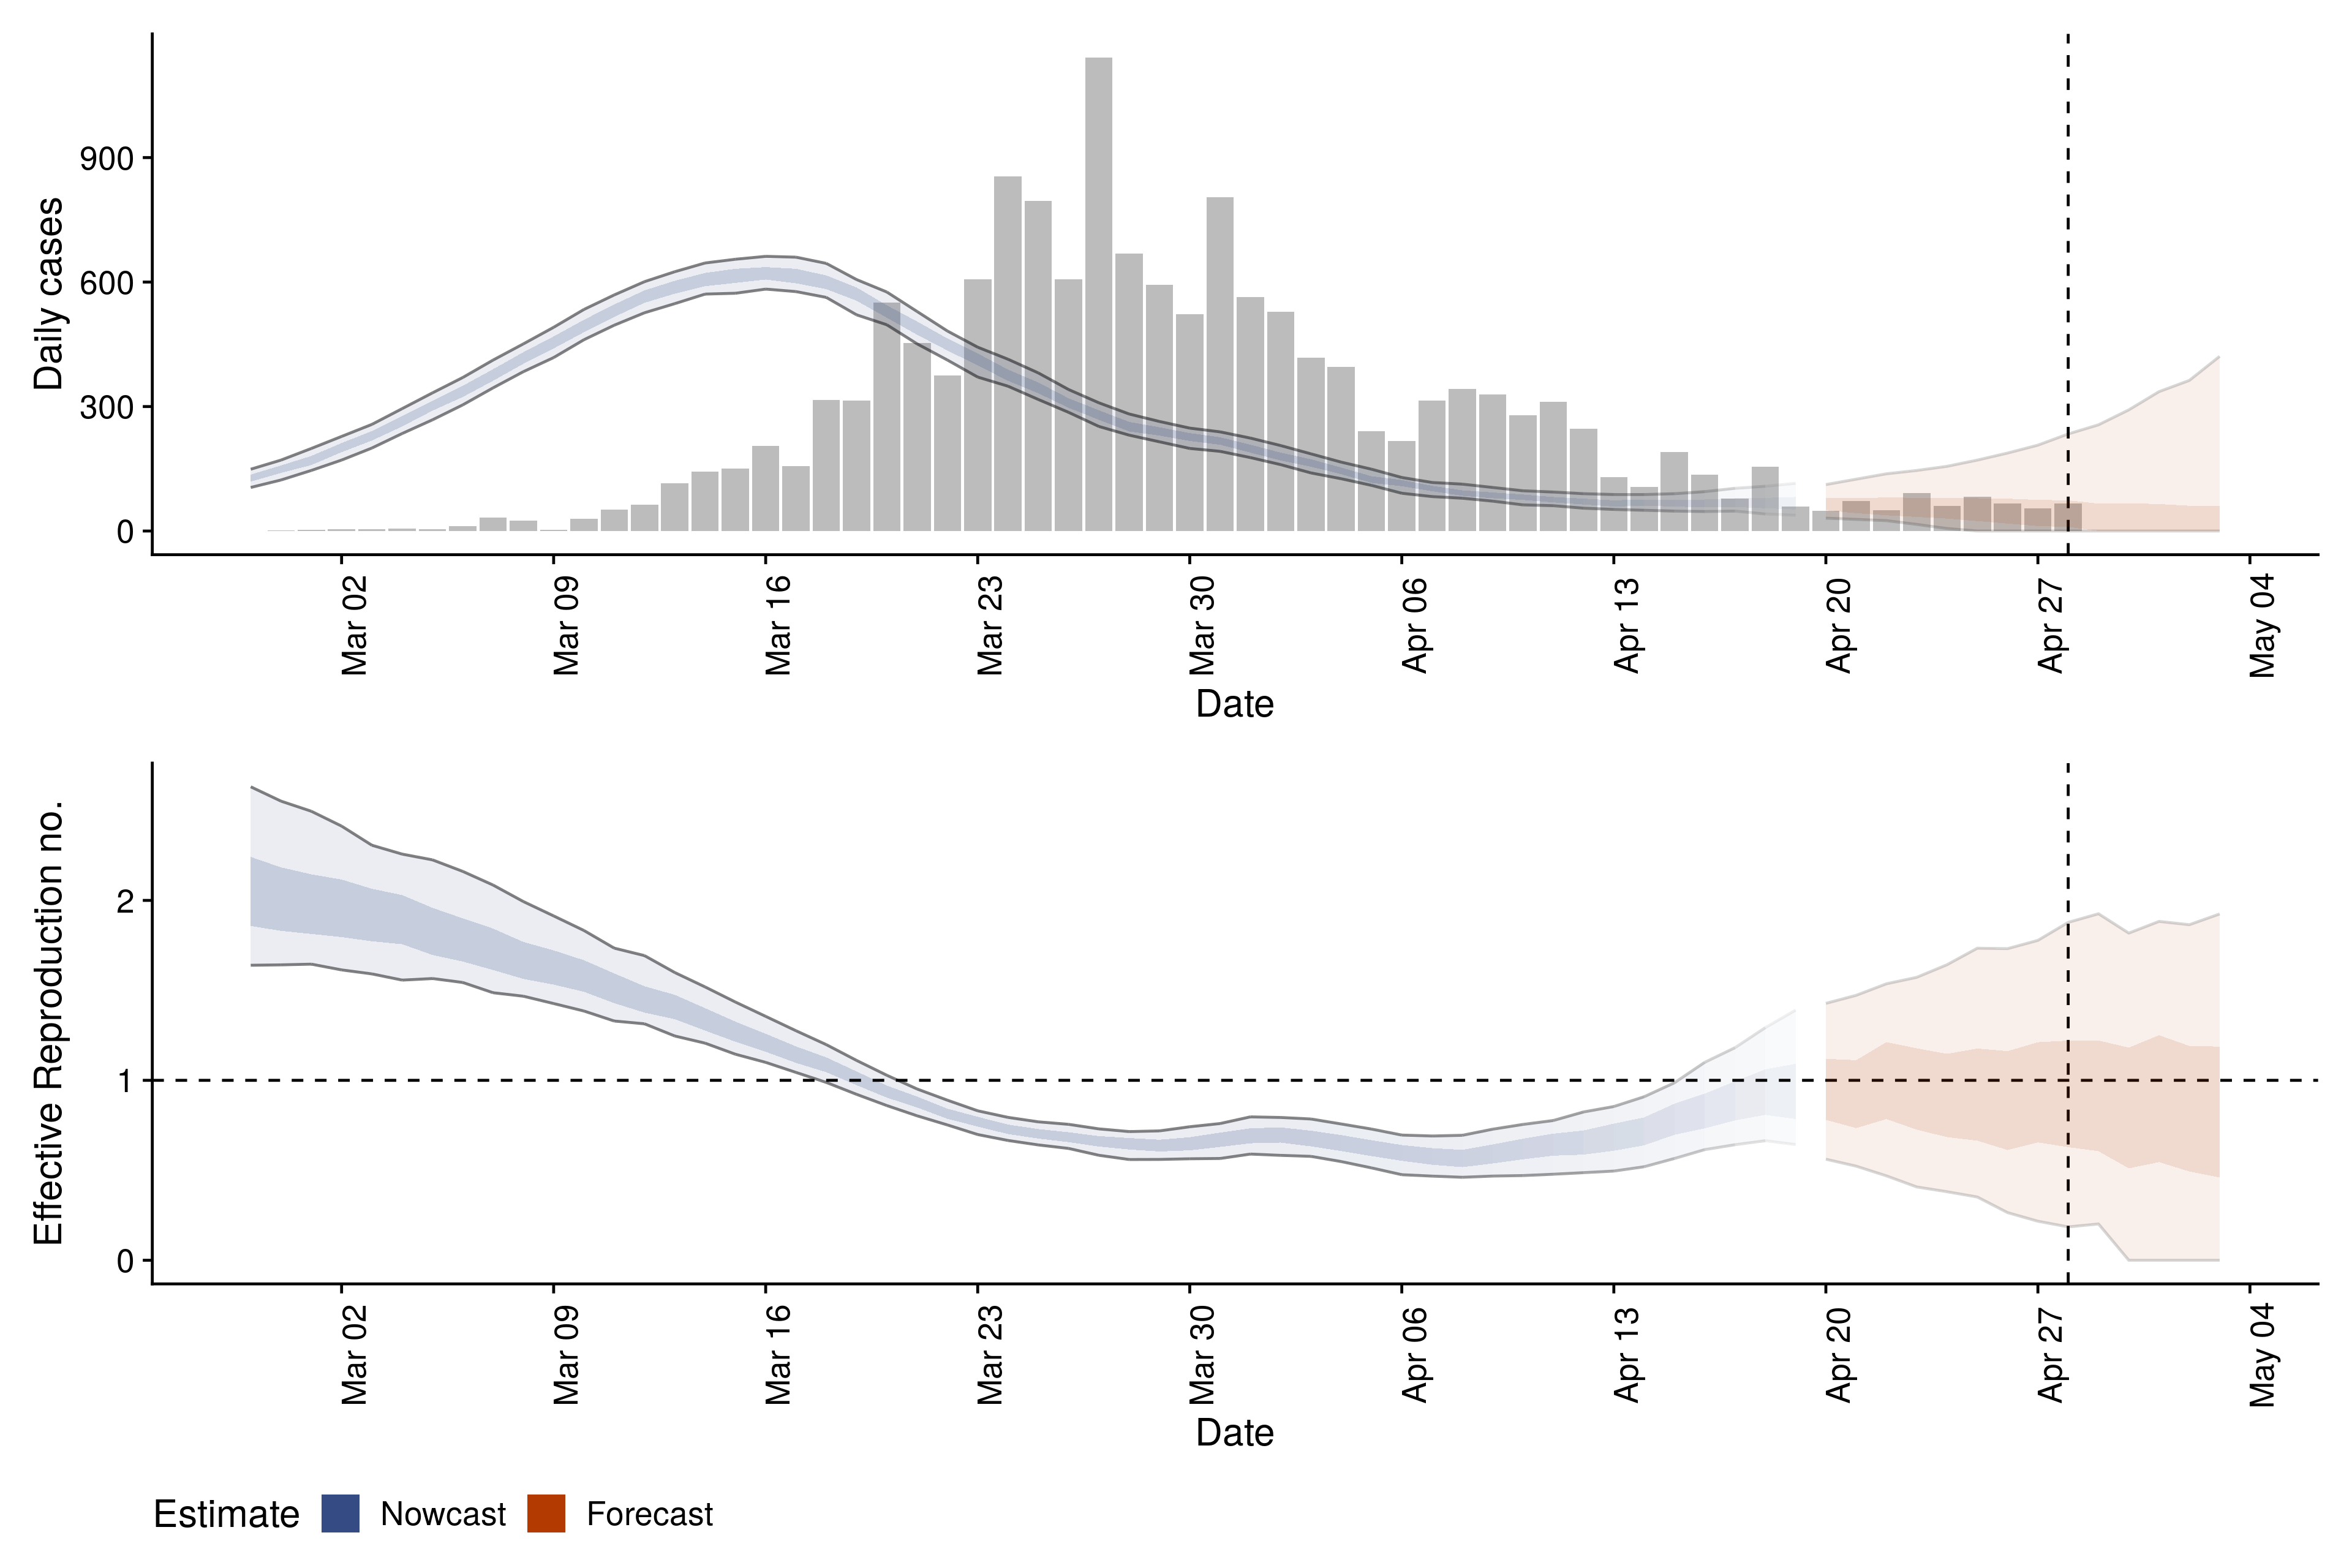 Daily cases
900
600
300
0
Mar 02
Mar 09
Mar 16
Mar 23
Mar 30
Apr 06
Apr 13
Apr 20
Apr 27
May 04
Date
Effective Reproduction no.
2
1
0
Mar 02
Mar 09
Mar 16
Mar 23
Mar 30
Apr 06
Apr 13
Apr 20
Apr 27
May 04
Date
Estimate Nowcast Forecast